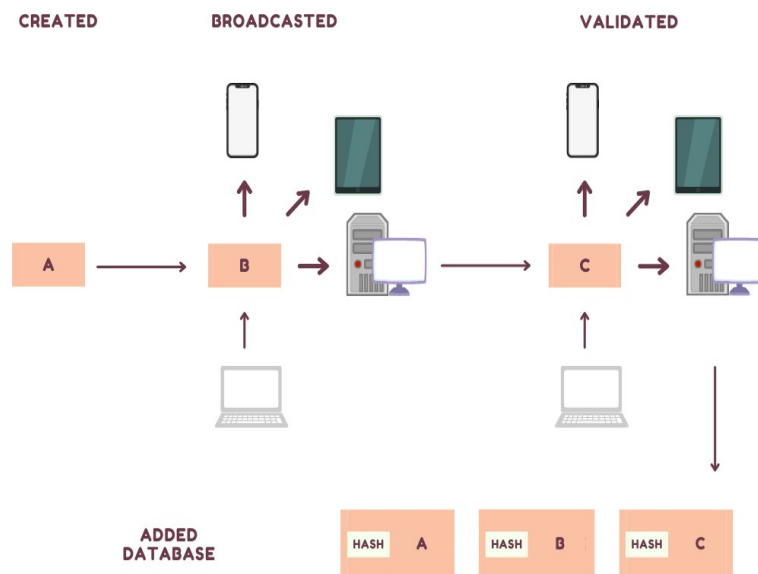 CREATED
BROADCASTED
VALIDATED
A
B
C
ADDED
DATABASE
HASH A
HASH B
HASH C